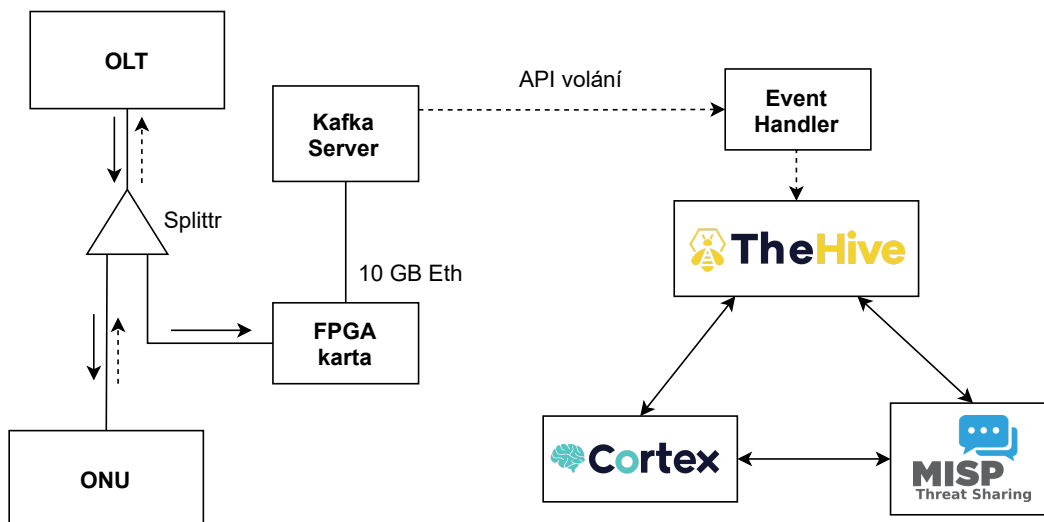 OLT
Kafka
Server
API volání
Event
Handler
Splittr
TheHive
10 GB Eth
FPGA
karta
ONU
Cortex
MISP
Threat Sharing